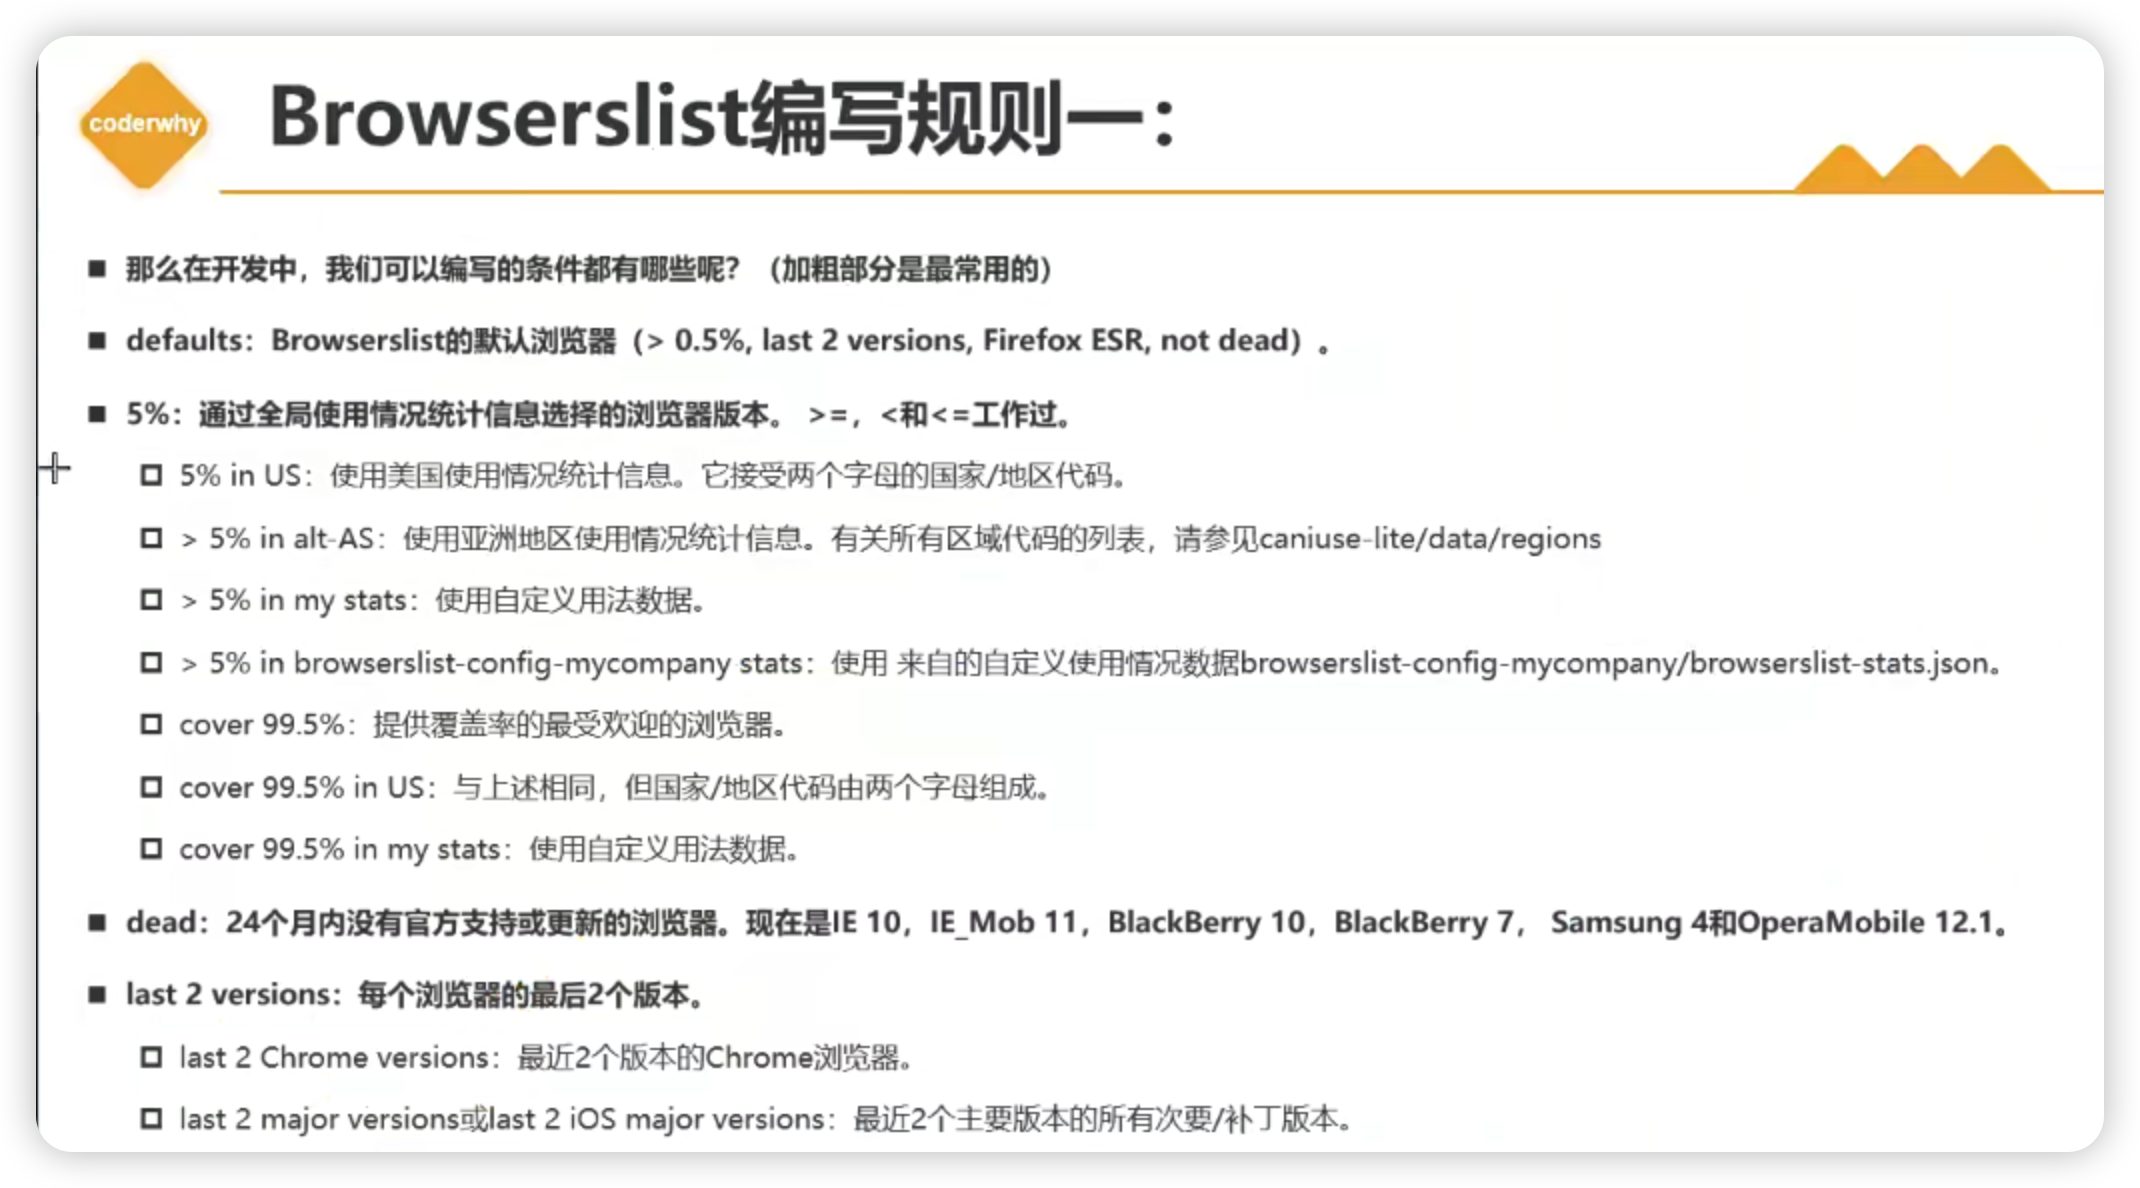 coderwhy
Browserslist编写规则一：
那么在开发中，我们可以编写的条件都有哪些呢？（加粗部分是最常用的）
defaults：Browserslist的默认浏览器（> 0.5%, last 2 versions, Firefox ESR, not dead）。
5%：通过全局使用情况统计信息选择的浏览器版本。 >=，<和<=工作过。
5% in US：使用美国使用情况统计信息。它接受两个字母的国家/地区代码。
> 5% in alt-AS：使用亚洲地区使用情况统计信息。有关所有区域代码的列表，请参见caniuse-lite/data/regions
> 5% in my stats：使用自定义用法数据。
> 5% in browserslist-config-mycompany stats：使用 来自的自定义使用情况数据browserslist-config-mycompany/browserslist-stats.json。
cover 99.5%：提供覆盖率的最受欢迎的浏览器。
cover 99.5% in US：与上述相同，但国家/地区代码由两个字母组成。
cover 99.5% in my stats：使用自定义用法数据。
dead：24个月内没有官方支持或更新的浏览器。现在是IE 10，IE_Mob 11，BlackBerry 10，BlackBerry 7， Samsung 4和OperaMobile 12.1。
last 2 versions：每个浏览器的最后2个版本。
last 2 Chrome versions：最近2个版本的Chrome浏览器。
last 2 major versions或last 2 iOS major versions：最近2个主要版本的所有次要/补丁版本。